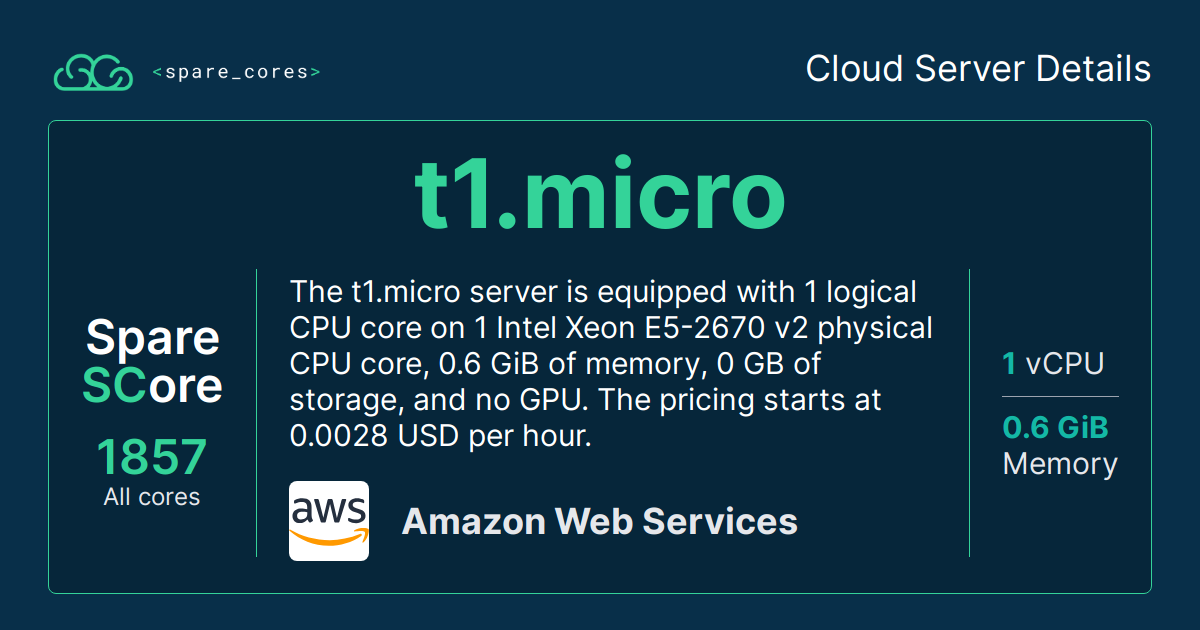 <spare_cores>
Cloud Server Details
t1.micro
Spare
SCore
1857
All cores
The t1.micro server is equipped with 1 logical
CPU core on 1 Intel Xeon E5-2670 v2 physical
CPU core, 0.6 GiB of memory, 0 GB of
storage, and no GPU. The pricing starts at
0.0028 USD per hour.
aws
Amazon Web Services
1 vCPU
0.6 GiB
Memory